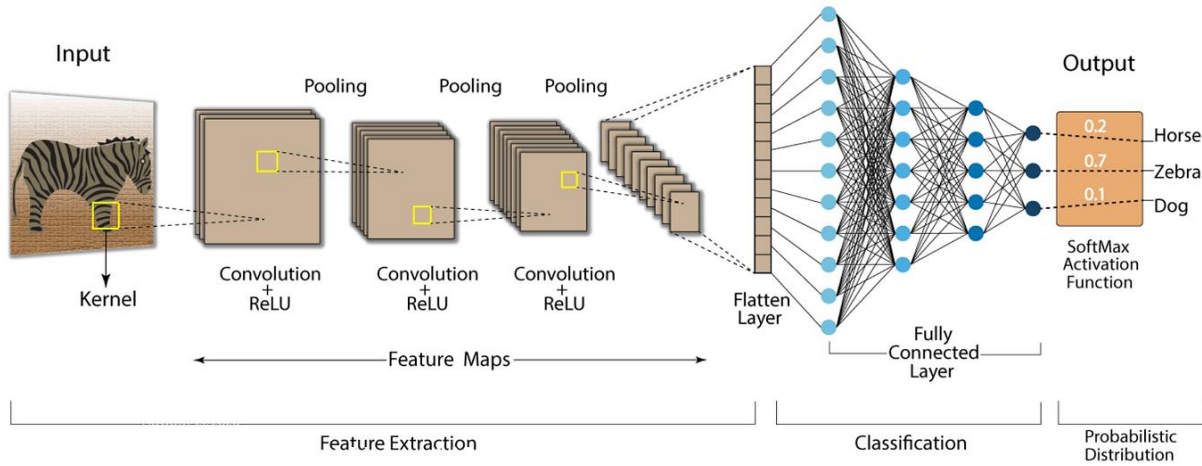 Input
Kernel
Pooling
Pooling
Pooling
Convolution
+
ReLU
Convolution
+
ReLU
Convolution
+
ReLU
Feature Maps
Flatten
Layer
Fully
Connected
Layer
Output
0.2
Horse
0.7
Zebra
0.1
Dog
SoftMax
Activation
Function
Feature Extraction
Classification
Probabilistic
Distribution